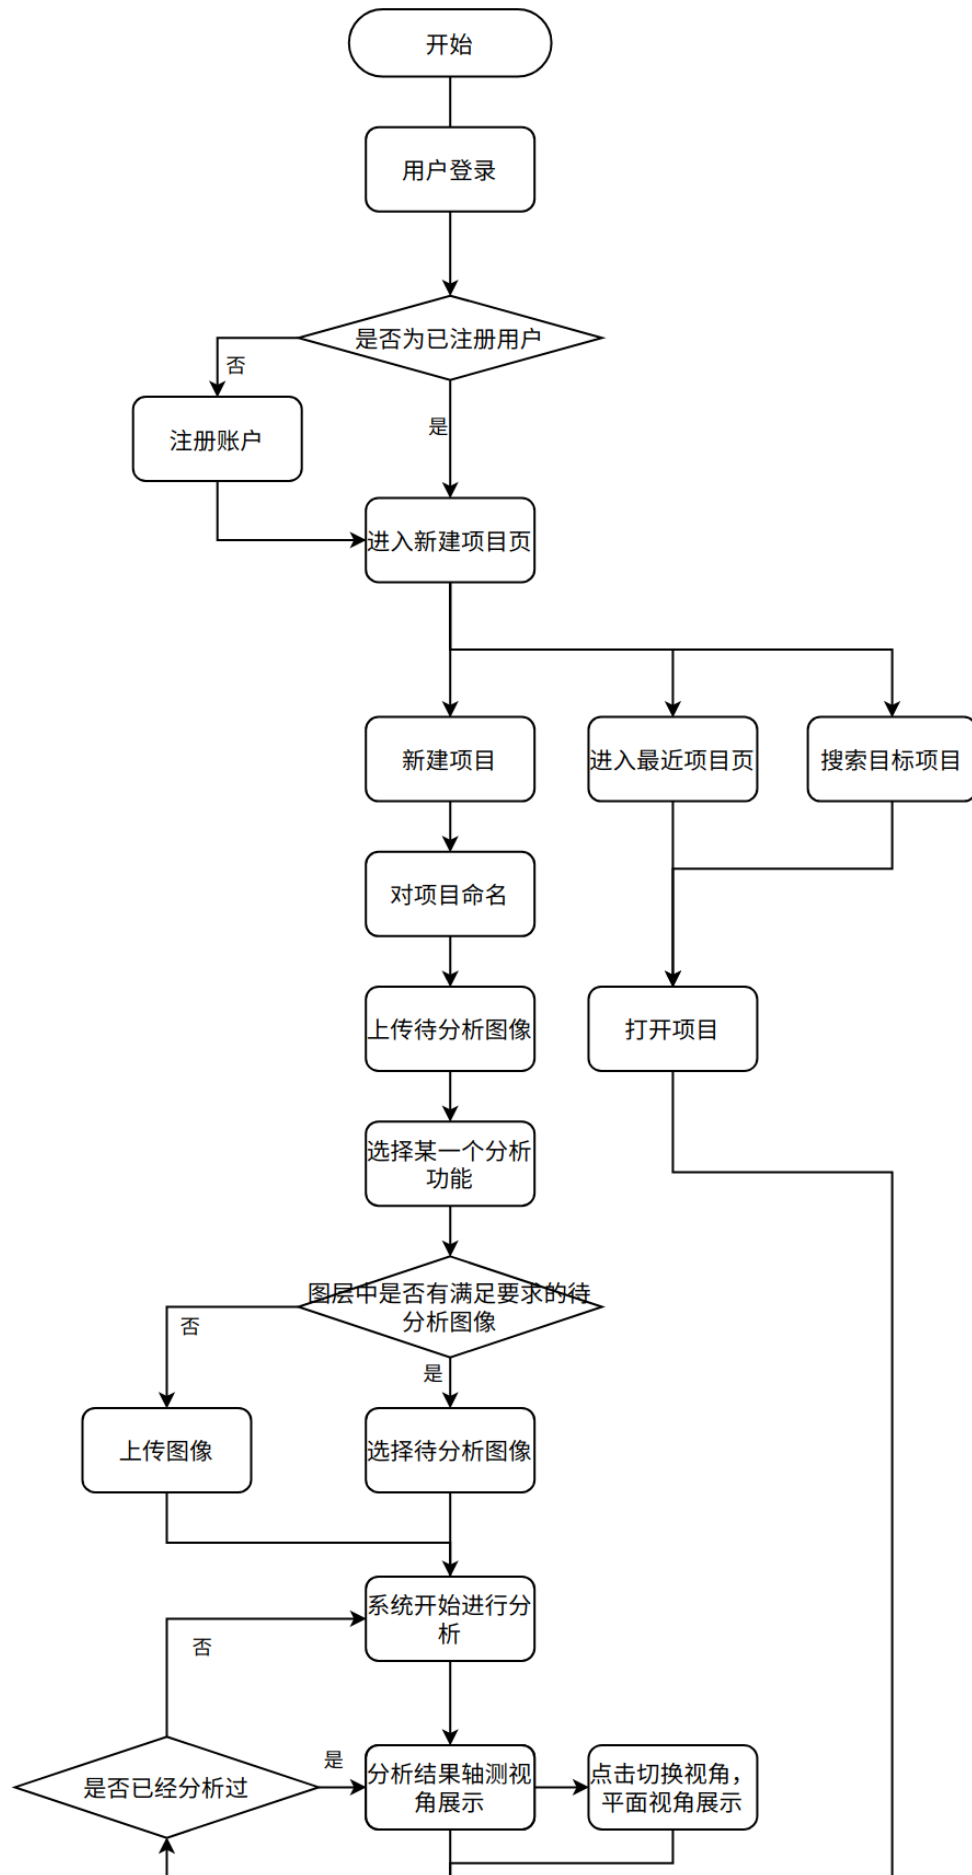 开始
用户登录
是否为已注册用户
否
是
注册账户
进入新建项目页
新建项目
进入最近项目页
搜索目标项目
对项目命名
上传待分析图像
打开项目
选择某一个分析
功能
图层中是否有满足要求的待
分析图像
否
是
上传图像
选择待分析图像
系统开始进行分
析
否
是
是否已经分析过
分析结果轴测视
角展示
点击切换视角，
平面视角展示